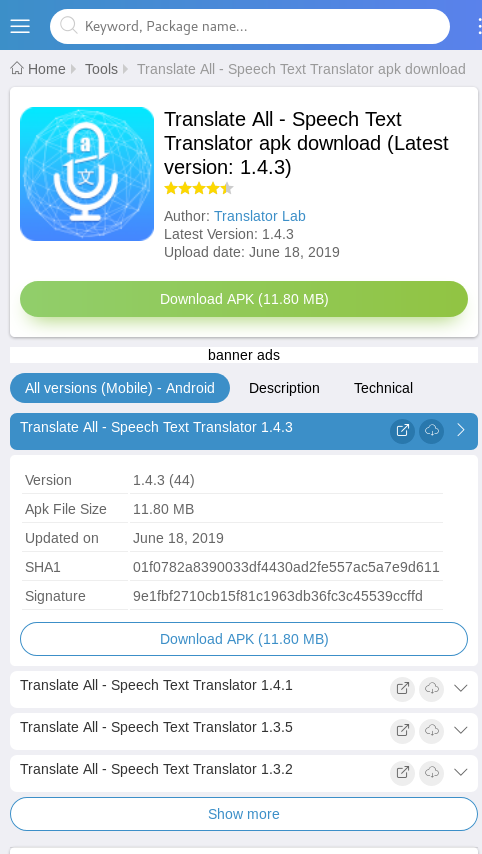 Keyword, Package name...
Home Tools Translate All - Speech Text Translator apk download
a
文
Translate All - Speech Text
Translator apk download (Latest
version: 1.4.3)
Author: Translator Lab
Latest Version: 1.4.3
Upload date: June 18, 2019
Download APK (11.80 MB)
banner ads
All versions (Mobile) - Android Description Technical
Translate All - Speech Text Translator 1.4.3
Version 1.4.3 (44)
Apk File Size 11.80 MB
Updated on June 18, 2019
SHA1 01f0782a8390033df4430ad2fe557ac5a7e9d611
Signature 9e1fbf2710cb15f81c1963db36fc3c45539ccffd
Download APK (11.80 MB)
Translate All - Speech Text Translator 1.4.1
Translate All - Speech Text Translator 1.3.5
Translate All - Speech Text Translator 1.3.2
Show more